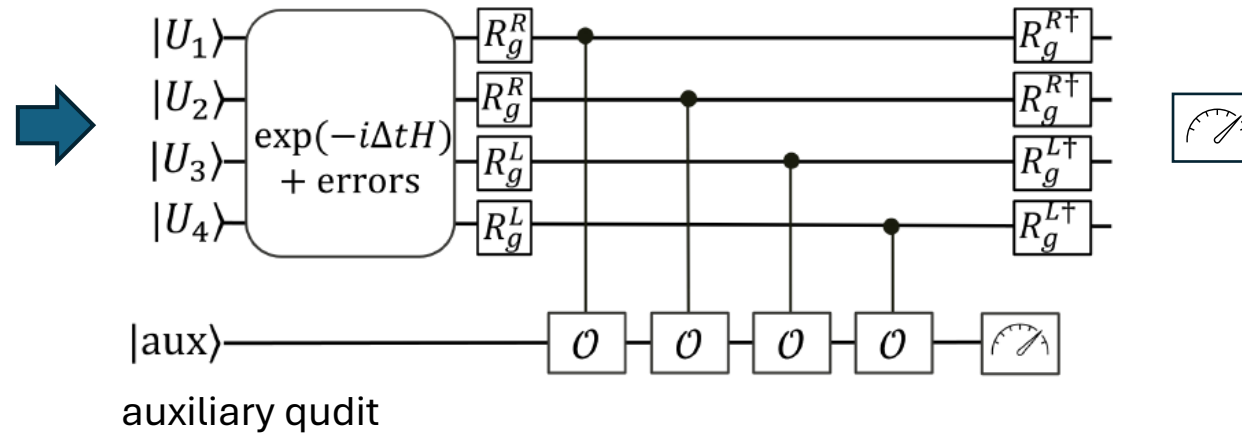 |U₁⟩ R_g^R R_g^{R†}
|U₂⟩ R_g^R R_g^{R†}
exp(−iΔtH)
|U₃⟩ R_g^L R_g^{L†}
+ errors
|U₄⟩ R_g^L R_g^{L†}
|aux⟩ 𝒪 𝒪 𝒪 𝒪
auxiliary qudit